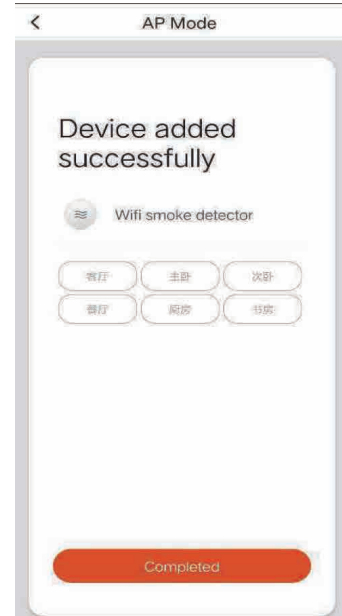 AP Mode
Device added
successfully
Wifi smoke detector
客厅 主卧 次卧
餐厅 厨房 书房
Completed